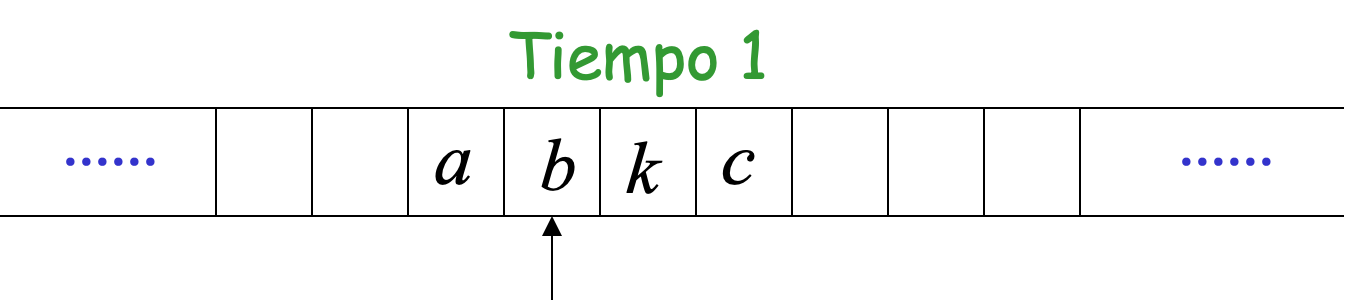 Tiempo 1
...... a b k c ......